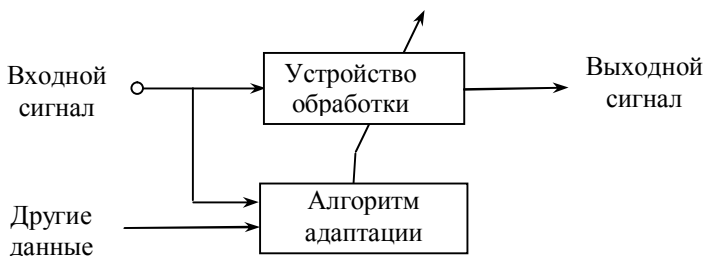 Входной
сигнал
Устройство
обработки
Выходной
сигнал
Другие
данные
Алгоритм
адаптации